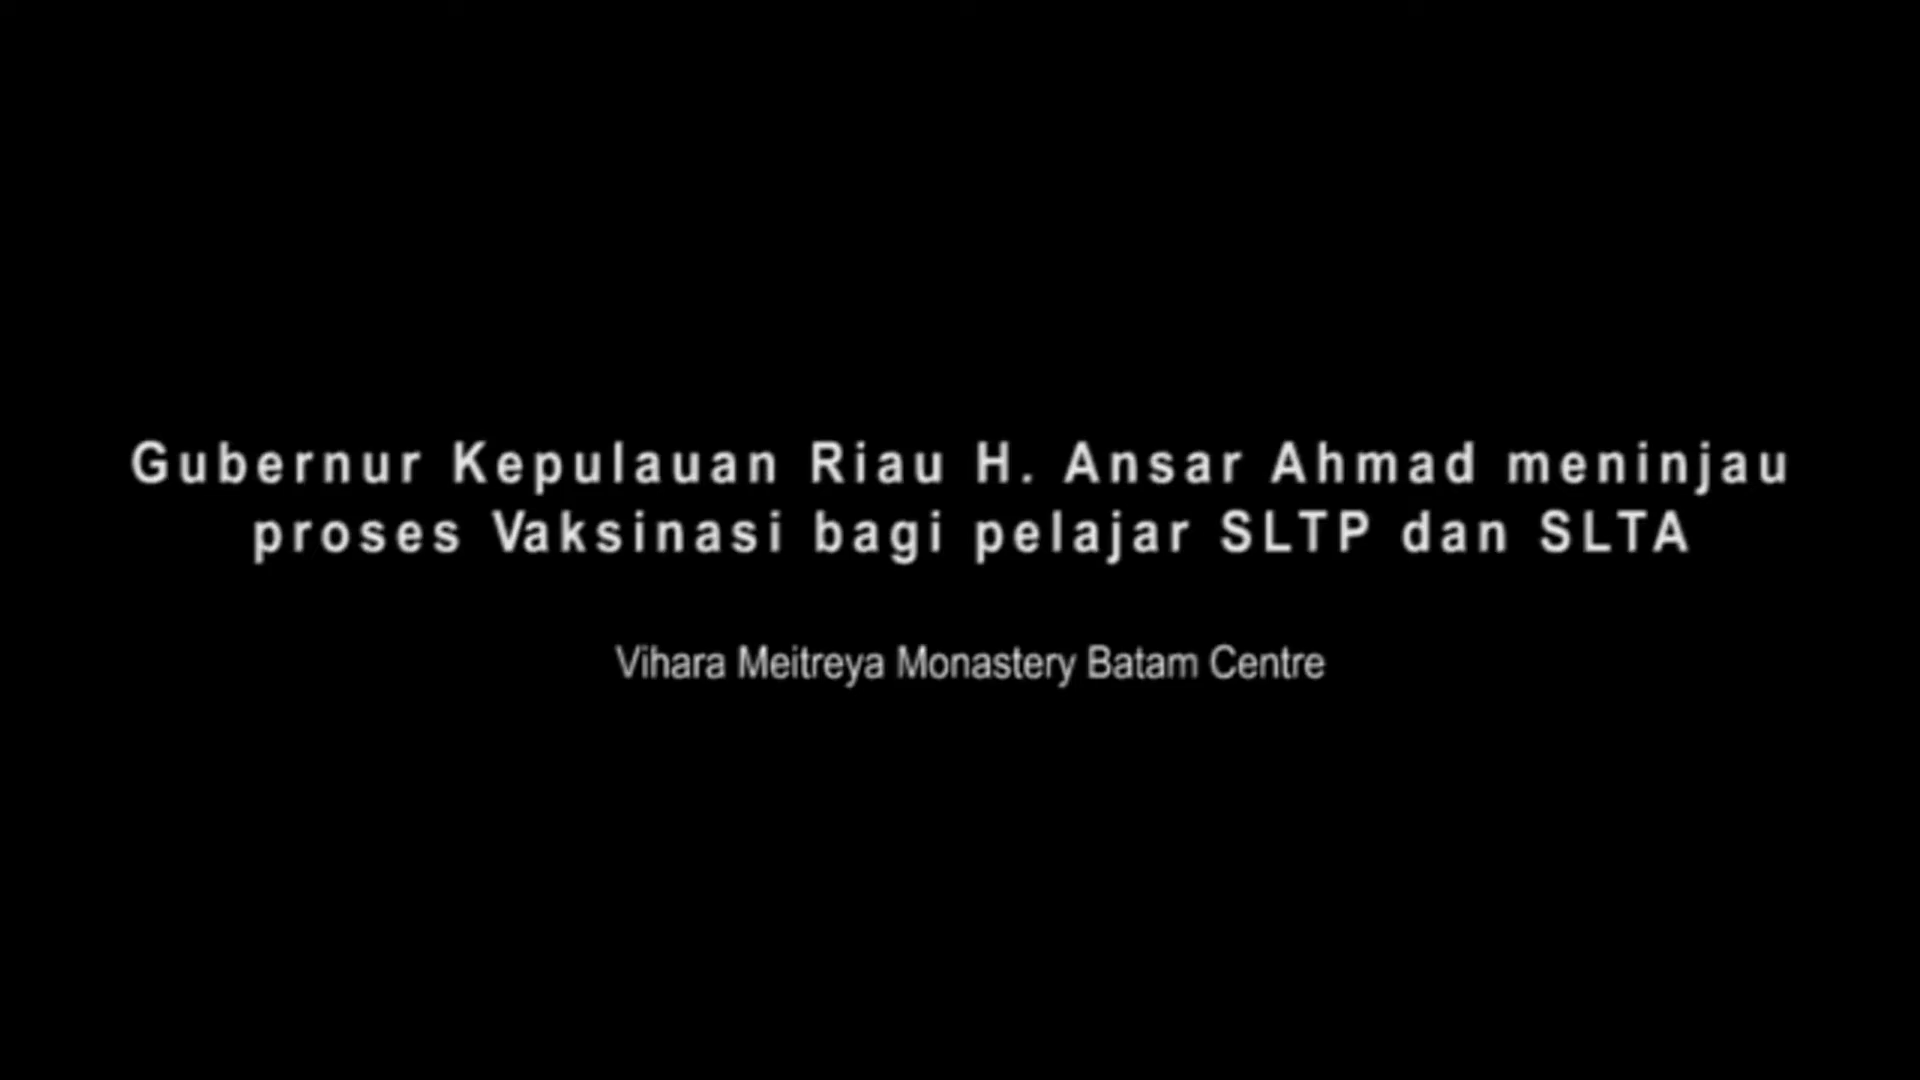 Gubernur Kepulauan Riau H. Ansar Ahmad meninjau
proses Vaksinasi bagi pelajar SLTP dan SLTA
Vihara Meitreya Monastery Batam Centre